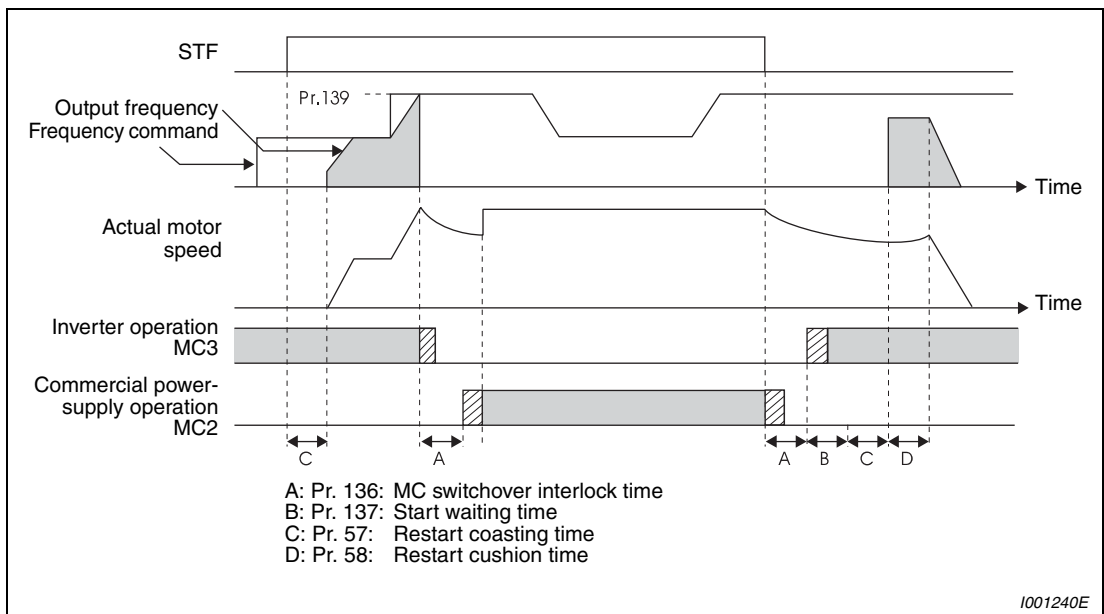 STF
Pr.139
Output frequency
Frequency command
Time
Actual motor
speed
Time
Inverter operation
MC3
Commercial power-
supply operation
MC2
C
A
A
B
C
D
A: Pr. 136: MC switchover interlock time
B: Pr. 137: Start waiting time
C: Pr. 57: Restart coasting time
D: Pr. 58: Restart cushion time
I001240E